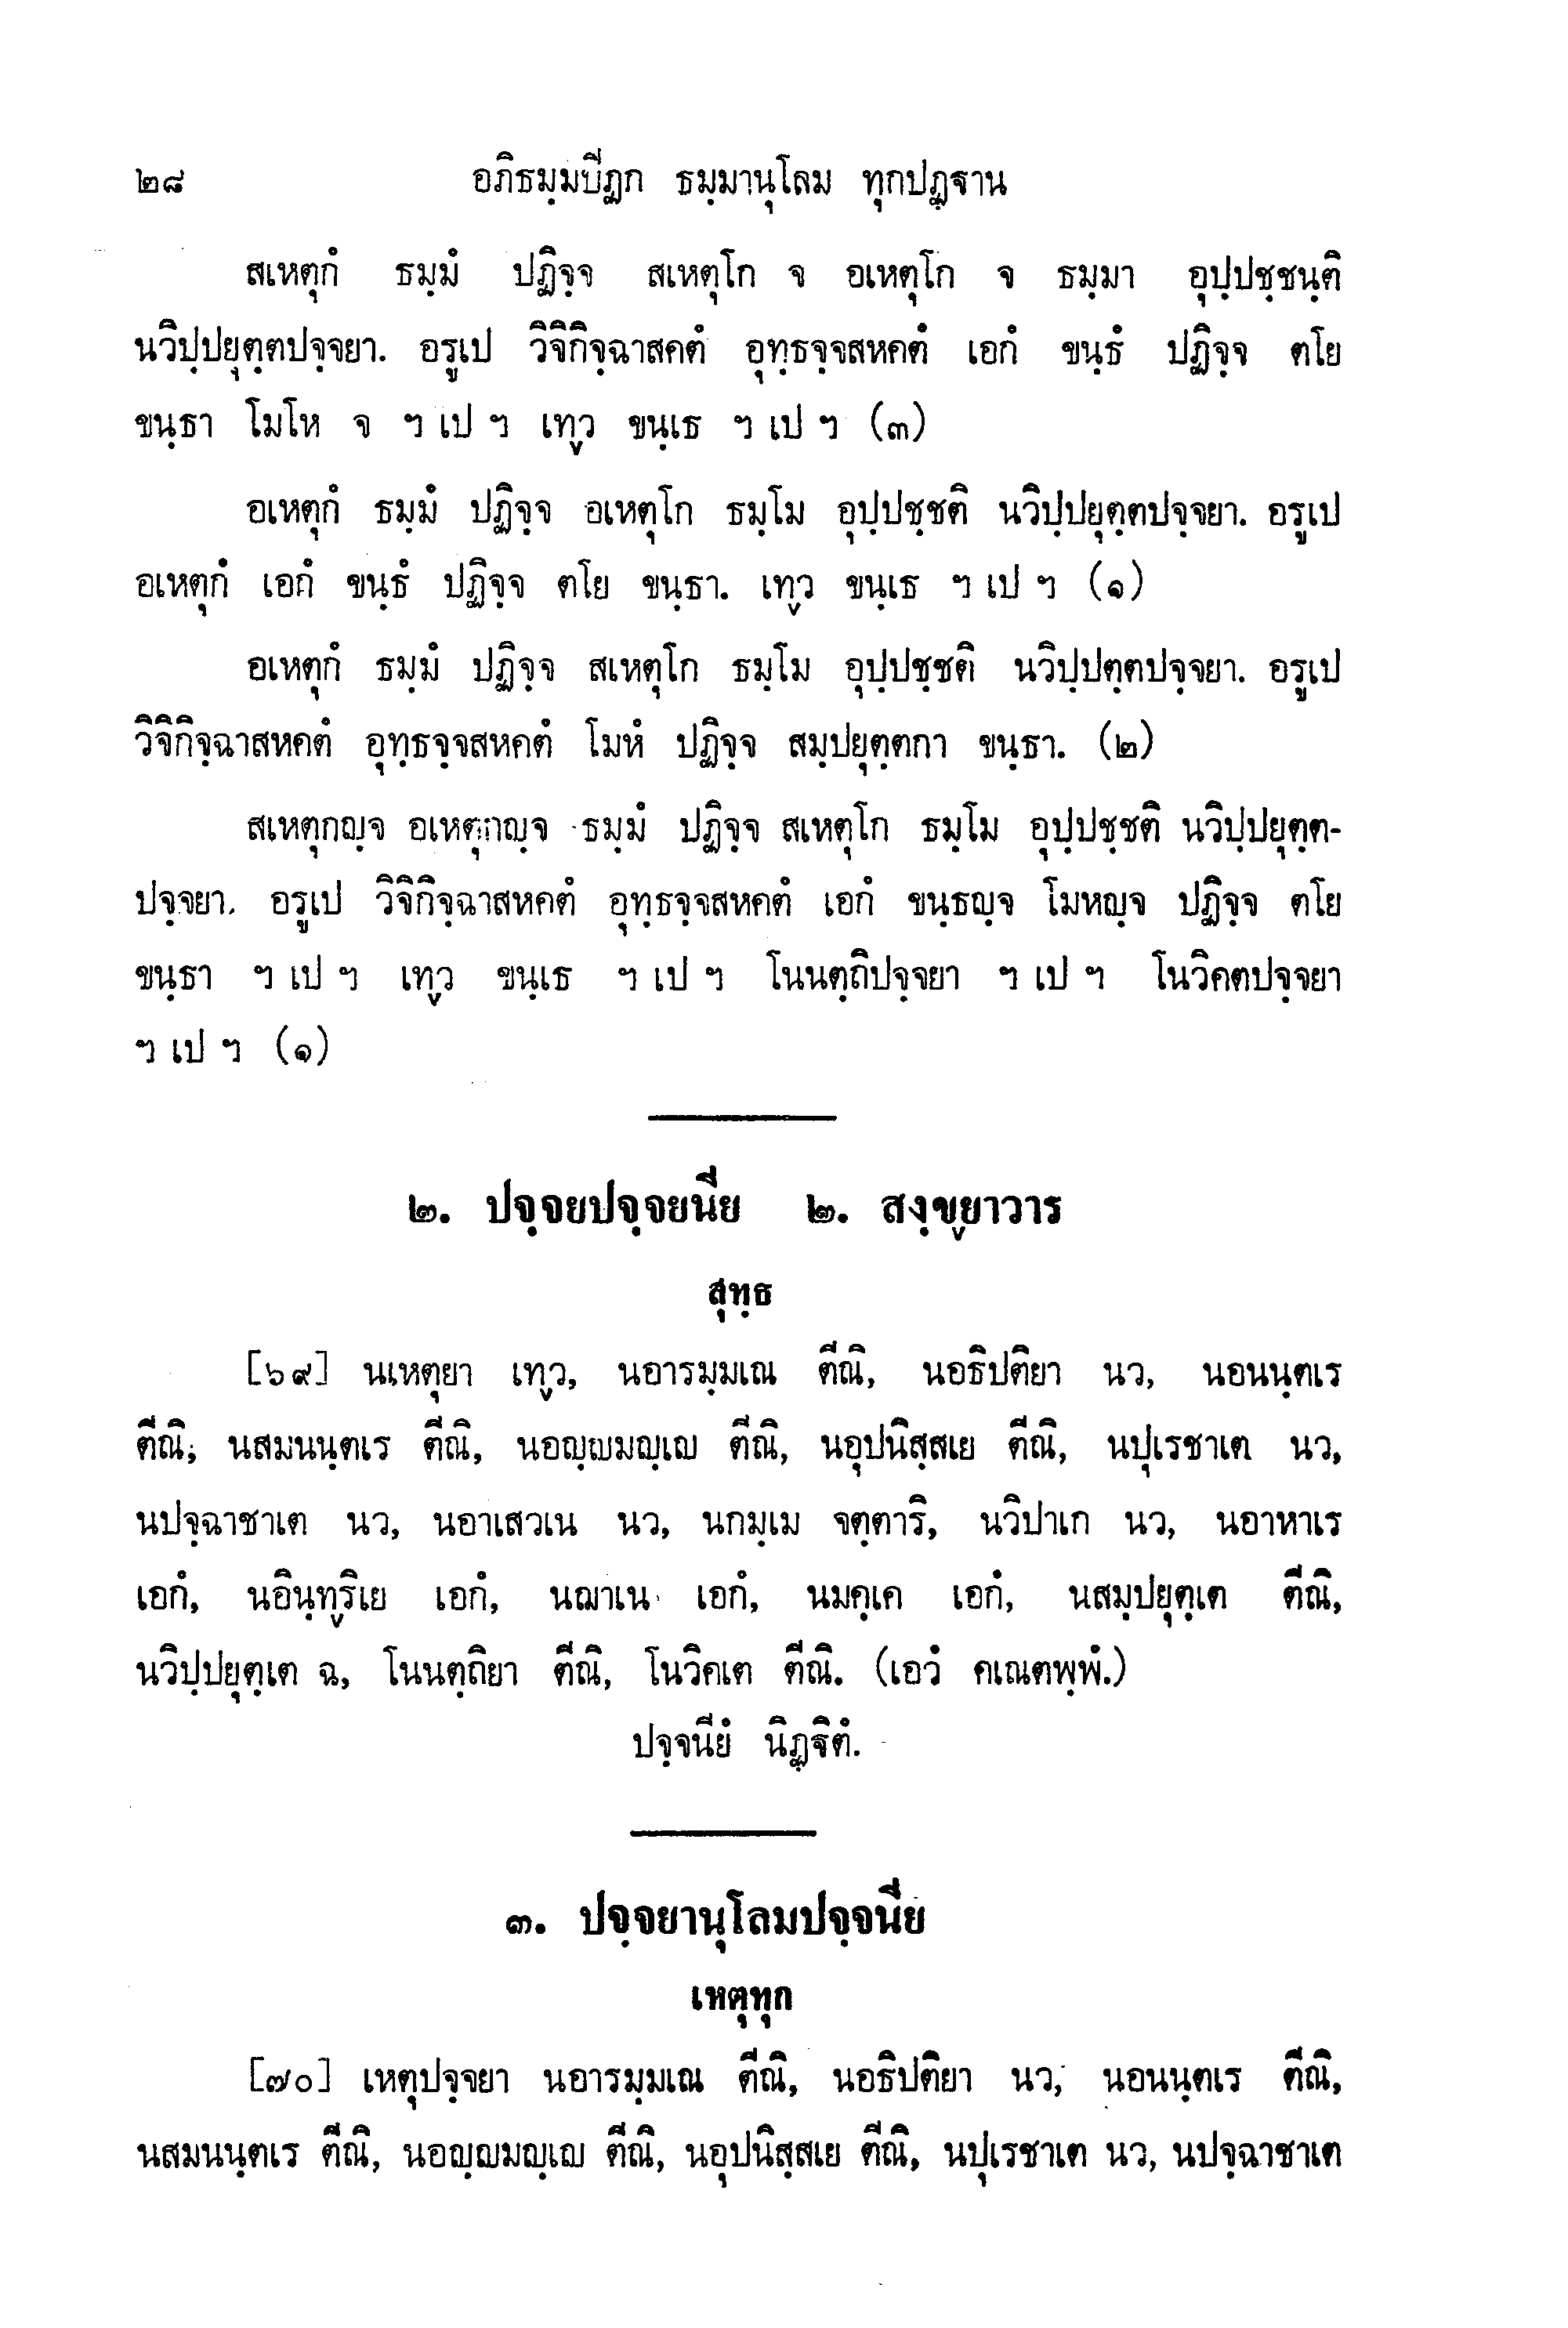 ๒๘ อภิธมฺมปีฏก ธมฺมานุโลม ทุกปฏฺฐาน
สเหตุกํ ธมฺมํ ปฏิจฺจ สเหตุโก จ อเหตุโก จ ธมฺมา อุปฺปชฺชนฺติ
นวิปฺปยุตฺตปจฺจยา. อรูเป วิจิกิจฺฉาสคตํ อุทฺธจฺจสหคตํ เอกํ ขนฺธํ ปฏิจฺจ ตโย
ขนฺธา โมโห จ ฯ เป ฯ เทฺว ขนฺเธ ฯ เป ฯ (๓)
อเหตุกํ ธมฺมํ ปฏิจฺจ อเหตุโก ธมฺโม อุปฺปชฺชติ นวิปฺปยุตฺตปจฺจยา. อรูเป
อเหตุกํ เอกํ ขนฺธํ ปฏิจฺจ ตโย ขนฺธา. เทฺว ขนฺเธ ฯ เป ฯ (๑)
อเหตุกํ ธมฺมํ ปฏิจฺจ สเหตุโก ธมฺโม อุปฺปชฺชติ นวิปฺปตฺตปจฺจยา. อรูเป
วิจิกิจฺฉาสหคตํ อุทฺธจฺจสหคตํ โมหํ ปฏิจฺจ สมฺปยุตฺตกา ขนฺธา. (๒)
สเหตุกญฺจ อเหตุกญฺจ ธมฺมํ ปฏิจฺจ สเหตุโก ธมฺโม อุปฺปชฺชติ นวิปฺปยุตฺต-
ปจฺจยา. อรูเป วิจิกิจฺฉาสหคตํ อุทฺธจฺจสหคตํ เอกํ ขนฺธญฺจ โมหญฺจ ปฏิจฺจ ตโย
ขนฺธา ฯ เป ฯ เทฺว ขนฺเธ ฯ เป ฯ โนนตฺถิปจฺจยา ฯ เป ฯ โนวิคตปจฺจยา
ฯ เป ฯ (๑)
๒. ปจฺจยปจฺจยนีย ๒. สงฺขฺยาวาร
สุทฺธ
[๖๙] นเหตุยา เทฺว, นอารมฺมเณ ตีณิ, นอธิปติยา นว, นอนนฺตเร
ตีณิ, นสมนนฺตเร ตีณิ, นอญฺญมญฺเญ ตีณิ, นอุปนิสฺสเย ตีณิ, นปุเรชาเต นว,
นปจฺฉาชาเต นว, นอาเสวเน นว, นกมฺเม จตฺตาริ, นวิปาเก นว, นอาหาเร
เอกํ, นอินฺทฺริเย เอกํ, นฌาเน เอกํ, นมคฺเค เอกํ, นสมฺปยุตฺเต ตีณิ,
นวิปฺปยุตฺเต ฉ, โนนตฺถิยา ตีณิ, โนวิคเต ตีณิ. (เอวํ คเณตพฺพํ.)
ปจฺจนียํ นิฏฺฐิตํ.
๓. ปจฺจยานุโลมปจฺจนีย
เหตุทุก
[๗๐] เหตุปจฺจยา นอารมฺมเณ ตีณิ, นอธิปติยา นว, นอนนฺตเร ตีณิ,
นสมนนฺตเร ตีณิ, นอญฺญมญฺเญ ตีณิ, นอุปนิสฺสเย ตีณิ, นปุเรชาเต นว, นปจฺฉาชาเต